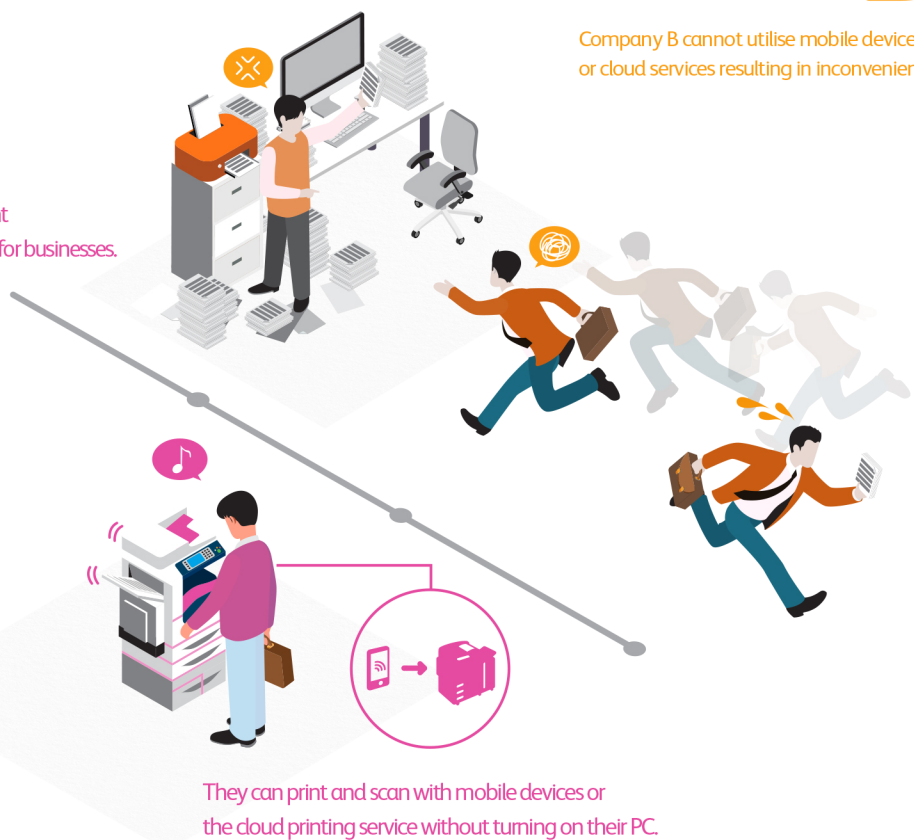 Company B cannot utilise mobile device
or cloud services resulting in
for businesses.
They can print and scan with mobile devices or
the cloud printing service without turning on their PC.